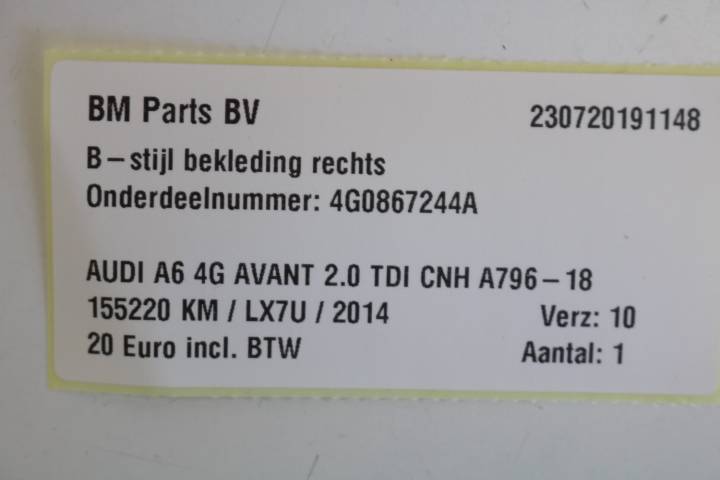 BM Parts BV 230720191148
B-stijl bekleding rechts
Onderdeelnummer: 4G0867244A
AUDI A6 4G AVANT 2.0 TDI CNH A796-18
155220 KM / LX7U / 2014 Verz: 10
20 Euro incl. BTW Aantal: 1